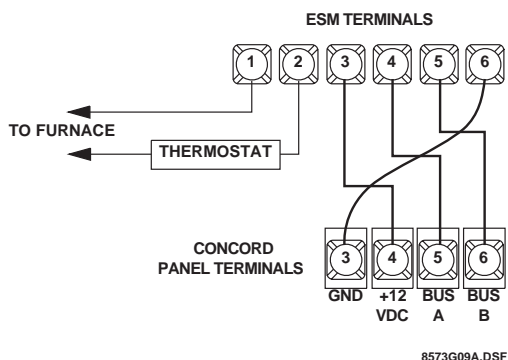 ESM TERMINALS
1 2 3 4 5 6
TO FURNACE
THERMOSTAT
CONCORD
PANEL TERMINALS
3 4 5 6
GND +12 BUS BUS
VDC A B
8573G09A.DSF